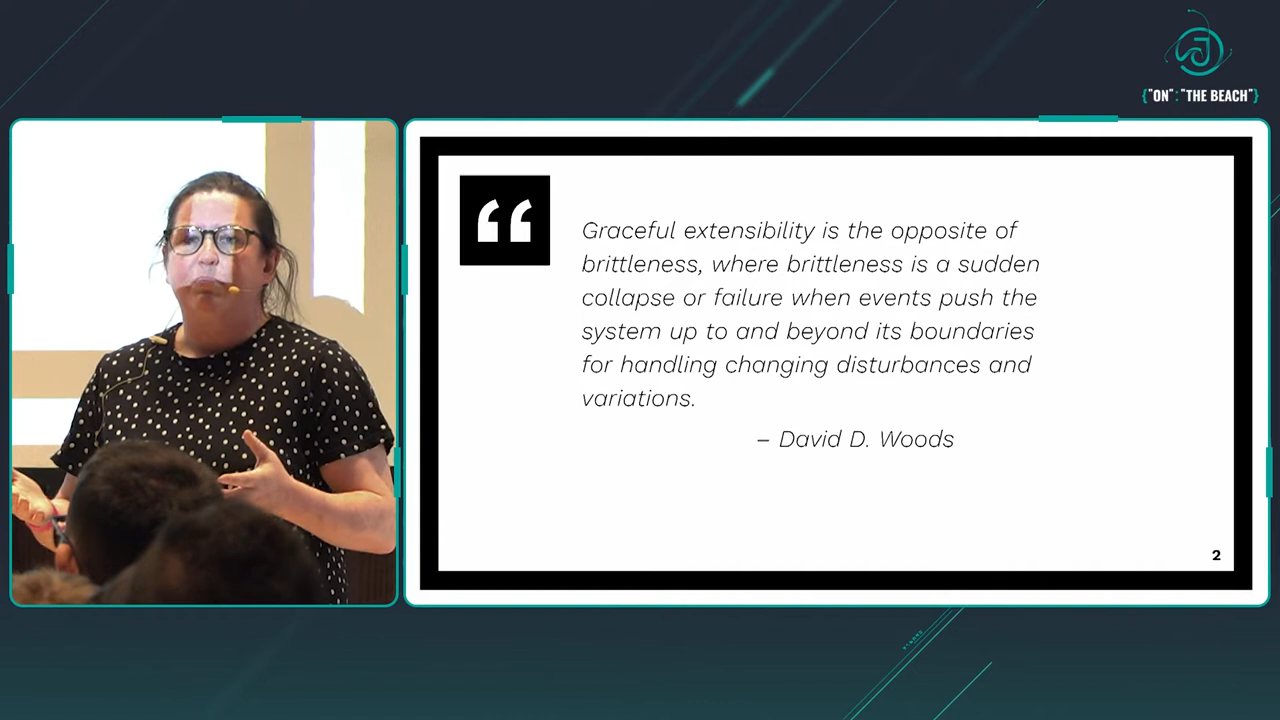 {"ON":"THE BEACH"}
Graceful extensibility is the opposite of
brittleness, where brittleness is a sudden
collapse or failure when events push the
system up to and beyond its boundaries
for handling changing disturbances and
variations.
– David D. Woods
2